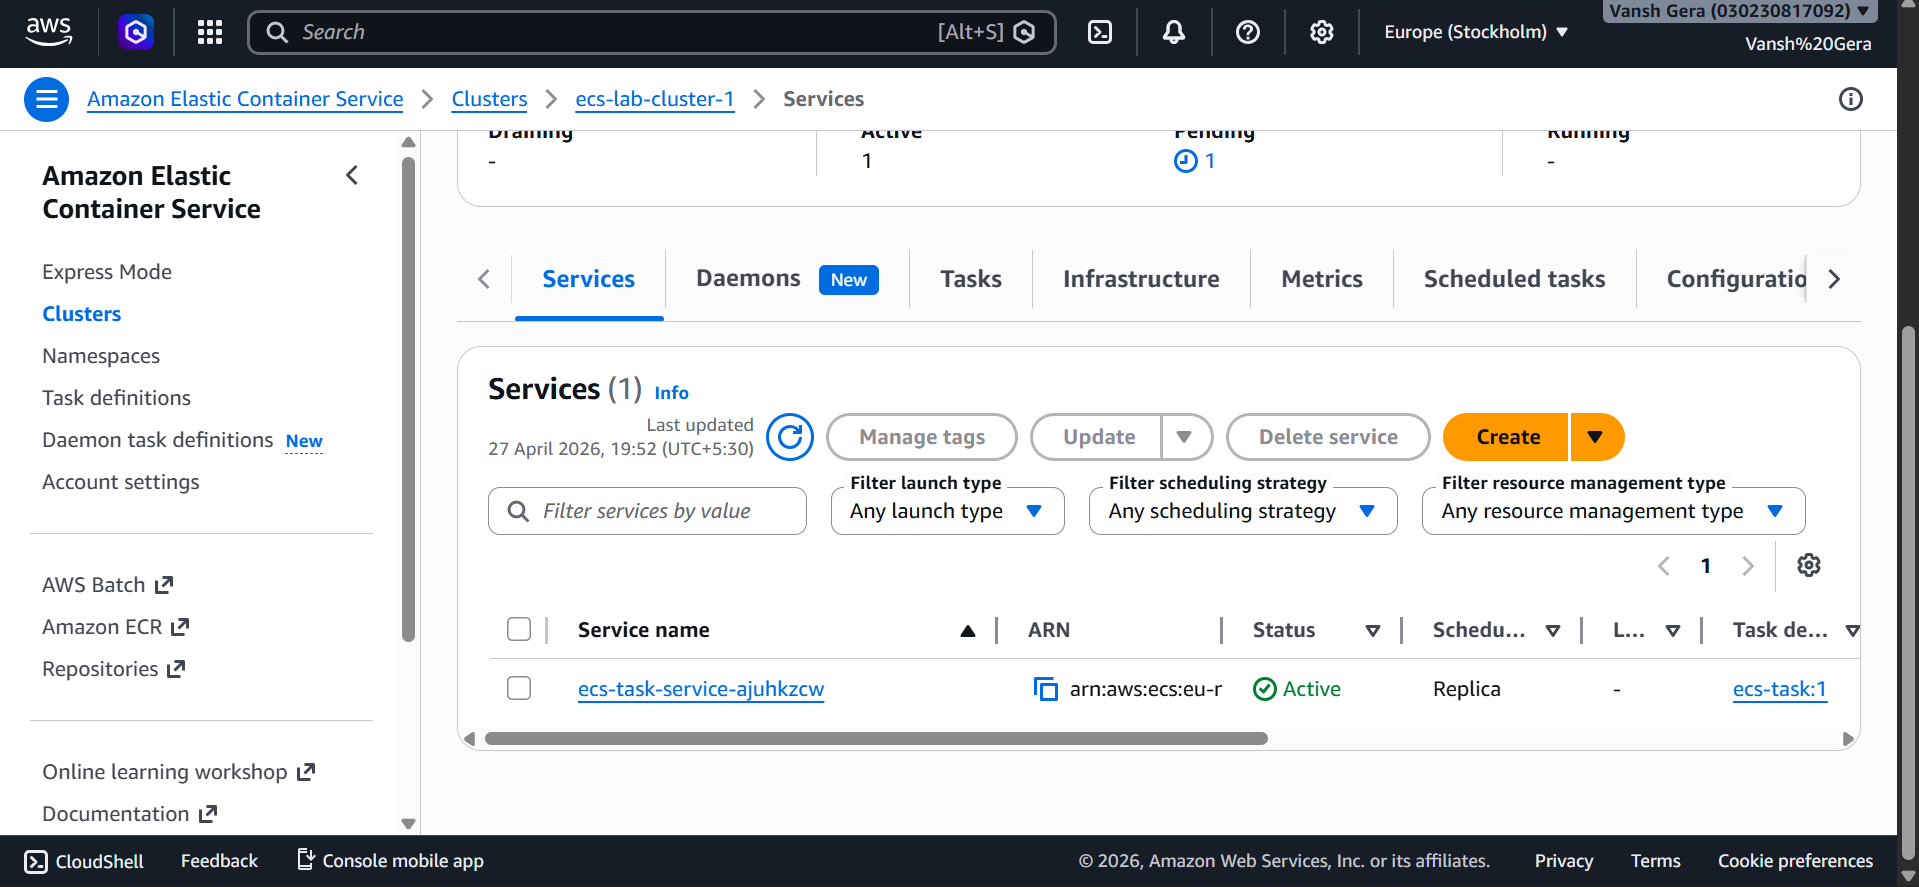 aws
Search
[Alt+S]
Europe (Stockholm)
Vansh Gera (030230817092)
Vansh%20Gera
Amazon Elastic Container Service
Clusters
ecs-lab-cluster-1
Services
Amazon Elastic
Container Service
Express Mode
Clusters
Namespaces
Task definitions
Daemon task definitions New
Account settings
AWS Batch
Amazon ECR
Repositories
Online learning workshop
Documentation
Draining
-
Active
1
Pending
1
Running
-
Services
Daemons New
Tasks
Infrastructure
Metrics
Scheduled tasks
Configuratio
Services (1) Info
Last updated
27 April 2026, 19:52 (UTC+5:30)
Manage tags
Update
Delete service
Create
Filter services by value
Filter launch type
Any launch type
Filter scheduling strategy
Any scheduling strategy
Filter resource management type
Any resource management type
1
Service name
ARN
Status
Schedu...
L...
Task de...
ecs-task-service-ajuhkzcw
arn:aws:ecs:eu-r
Active
Replica
-
ecs-task:1
CloudShell
Feedback
Console mobile app
© 2026, Amazon Web Services, Inc. or its affiliates.
Privacy
Terms
Cookie preferences